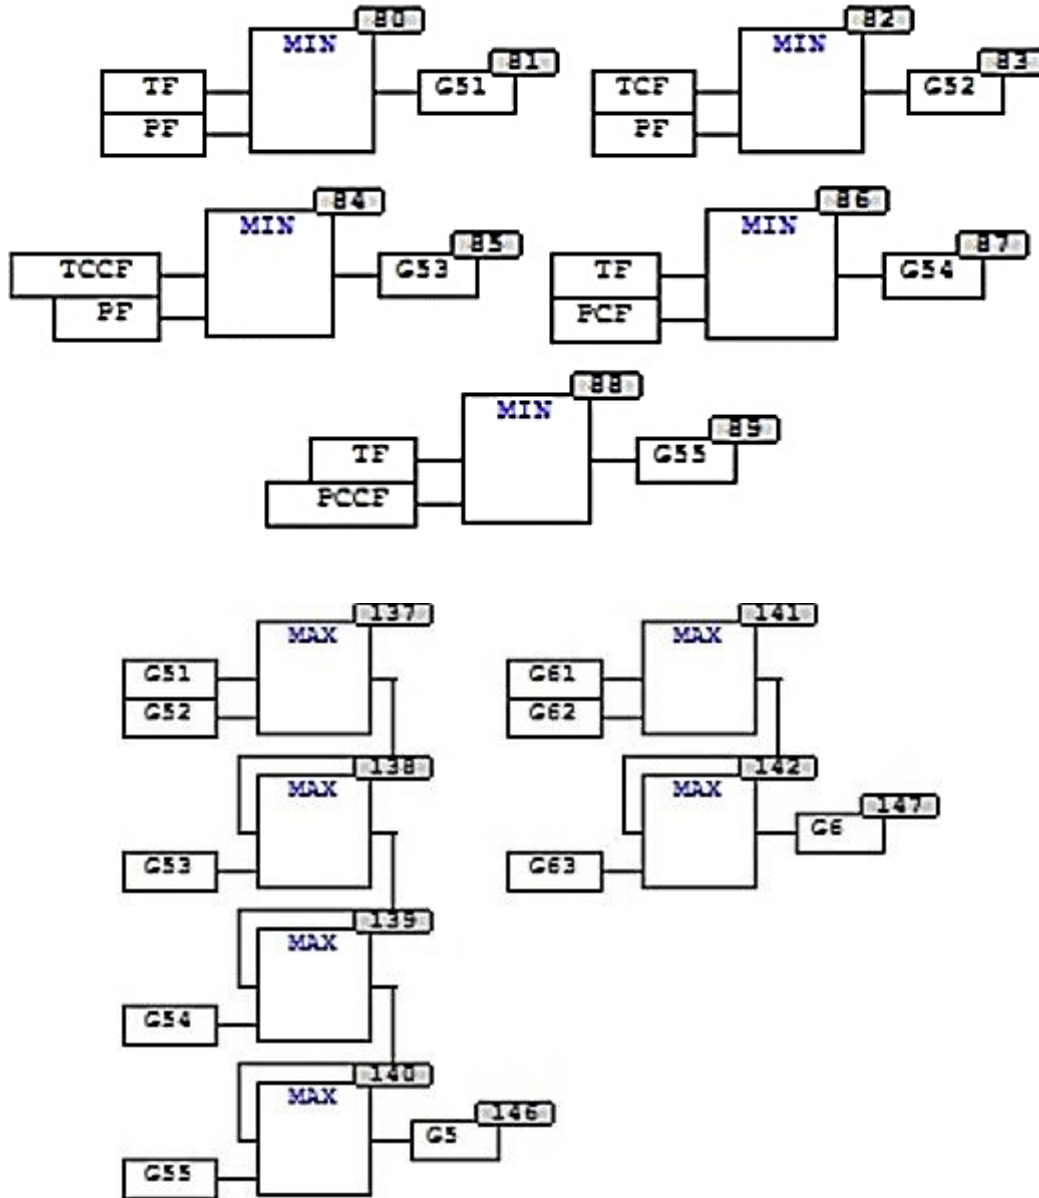 80
MIN
81
TF
G51
PF
82
MIN
83
TCF
G52
PF
84
MIN
85
TCCF
G53
PF
86
MIN
87
TF
G54
PCF
88
MIN
89
TF
G55
PCCF
137
MAX
G51
G52
138
MAX
G53
139
MAX
G54
140
MAX
146
G5
G55
141
MAX
G61
G62
142
MAX
147
G6
G63